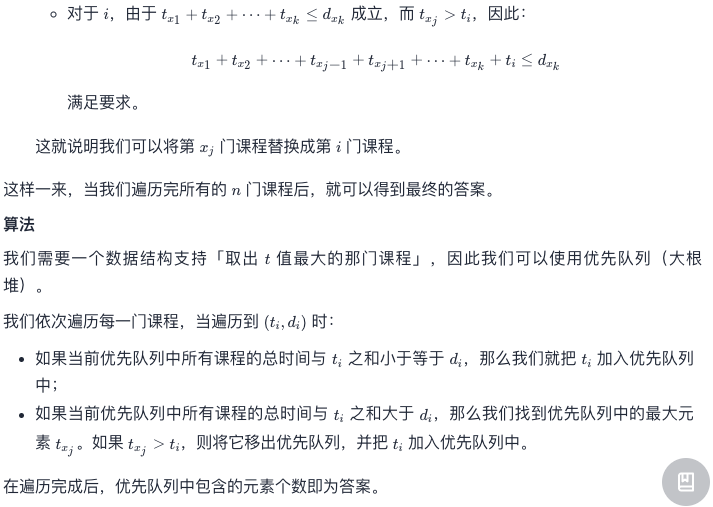 对于 i，由于 t_{x_1} + t_{x_2} + ⋯ + t_{x_k} ≤ d_{x_k} 成立，而 t_{x_j} > t_i，因此：
t_{x_1} + t_{x_2} + ⋯ + t_{x_{j-1}} + t_{x_{j+1}} + ⋯ + t_{x_k} + t_i ≤ d_{x_k}
满足要求。
这就说明我们可以将第 x_j 门课程替换成第 i 门课程。
这样一来，当我们遍历完所有的 n 门课程后，就可以得到最终的答案。
算法
我们需要一个数据结构支持「取出 t 值最大的那门课程」，因此我们可以使用优先队列（大根
堆）。
我们依次遍历每一门课程，当遍历到 (t_i, d_i) 时：
如果当前优先队列中所有课程的总时间与 t_i 之和小于等于 d_i，那么我们就把 t_i 加入优先队列
中；
如果当前优先队列中所有课程的总时间与 t_i 之和大于 d_i，那么我们找到优先队列中的最大元
素 t_{x_j}。如果 t_{x_j} > t_i，则将它移出优先队列，并把 t_i 加入优先队列中。
在遍历完成后，优先队列中包含的元素个数即为答案。